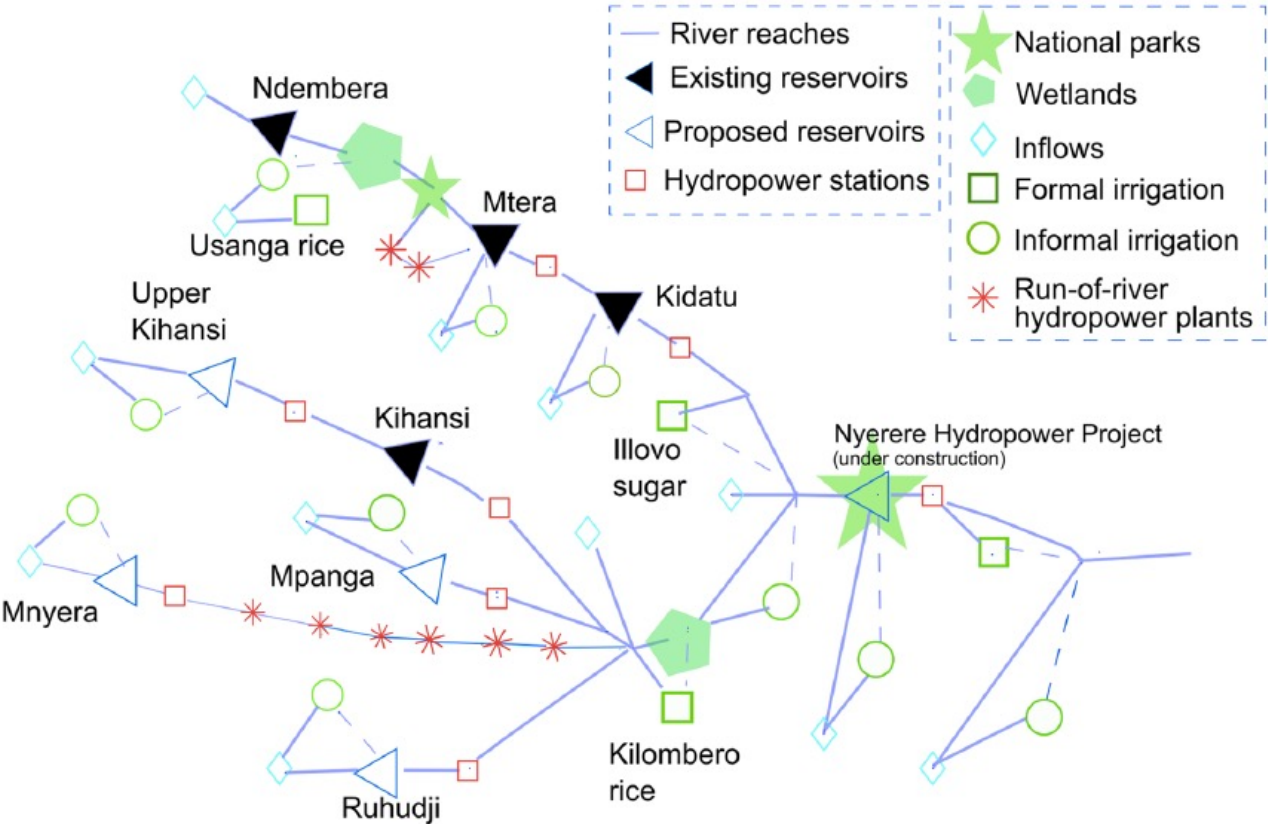 River reaches
Existing reservoirs
Proposed reservoirs
Hydropower stations
National parks
Wetlands
Inflows
Formal irrigation
Informal irrigation
Run-of-river
hydropower plants
Ndembera
Mtera
Usanga rice
Upper
Kihansi
Kidatu
Kihansi
Illovo
sugar
Nyerere Hydropower Project
(under construction)
Mpanga
Mnyera
Kilombero
rice
Ruhudji